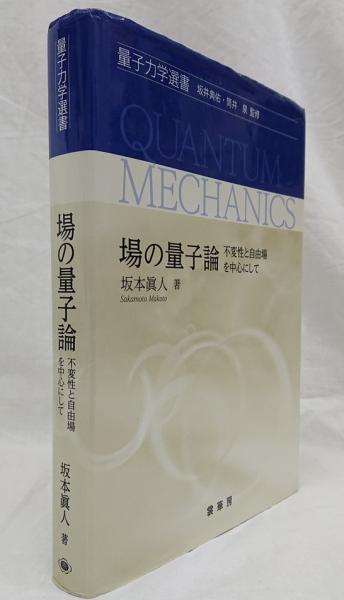 量子力学選書
場の量子論
不変性と自由場
を中心にして
坂本眞人 著
量子力学選書 坂井典佑・筒井 泉 監修
QUANTUM
MECHANICS
場の量子論 不変性と自由場
を中心にして
坂本眞人 著
Sakamoto Makoto
裳華房